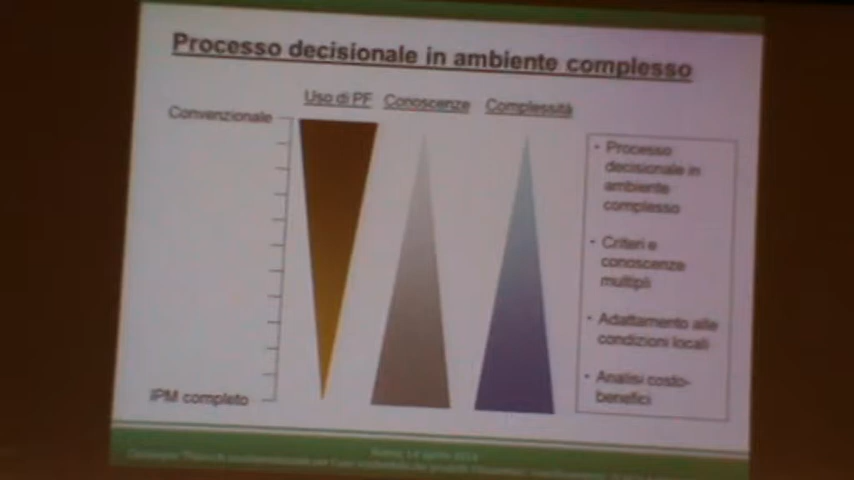 Processo decisionale in ambiente complesso
Uso di PF
Conoscenze
Complessità
Convenzionale
IPM completo
• Processo
decisionale in
ambiente
complesso
• Criteri e
conoscenze
multipli
• Adattamento alle
condizioni locali
• Analisi costo-
benefici